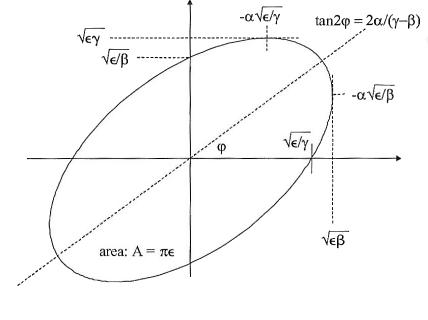 -α√ϵ/γ
tan2φ = 2α/(γ–β)
√ϵγ
√ϵ/β
-α√ϵ/β
φ
√ϵ/γ
√ϵβ
area: A = πϵ